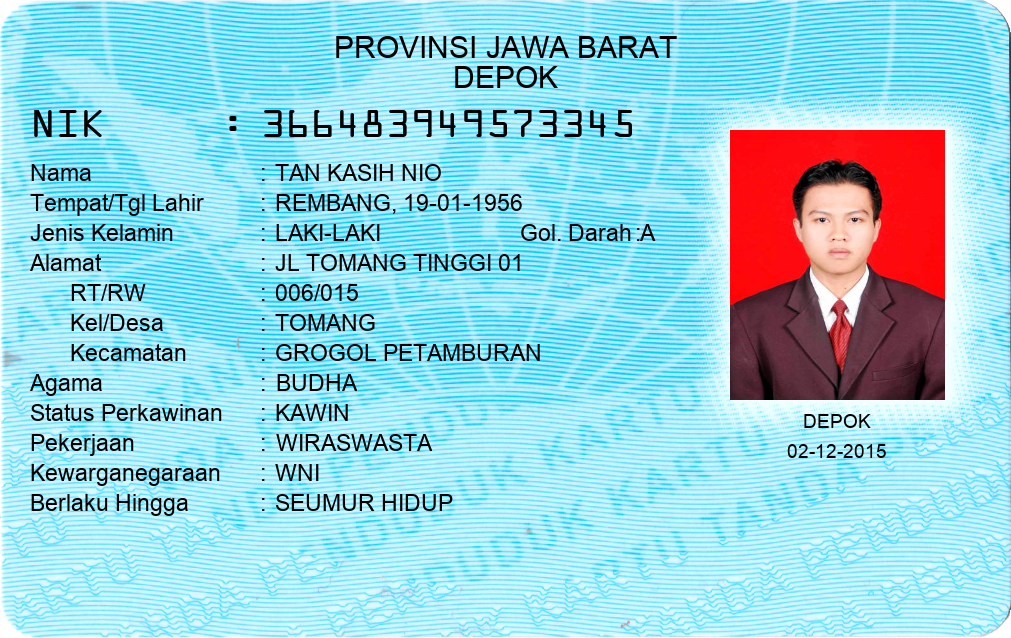 PROVINSI JAWA BARAT
DEPOK
NIK : 366483949573345
Nama : TAN KASIH NIO
Tempat/Tgl Lahir : REMBANG, 19-01-1956
Jenis Kelamin : LAKI-LAKI Gol. Darah :A
Alamat : JL TOMANG TINGGI 01
RT/RW : 006/015
Kel/Desa : TOMANG
Kecamatan : GROGOL PETAMBURAN
Agama : BUDHA
Status Perkawinan : KAWIN
Pekerjaan : WIRASWASTA
Kewarganegaraan : WNI
Berlaku Hingga : SEUMUR HIDUP
DEPOK
02-12-2015